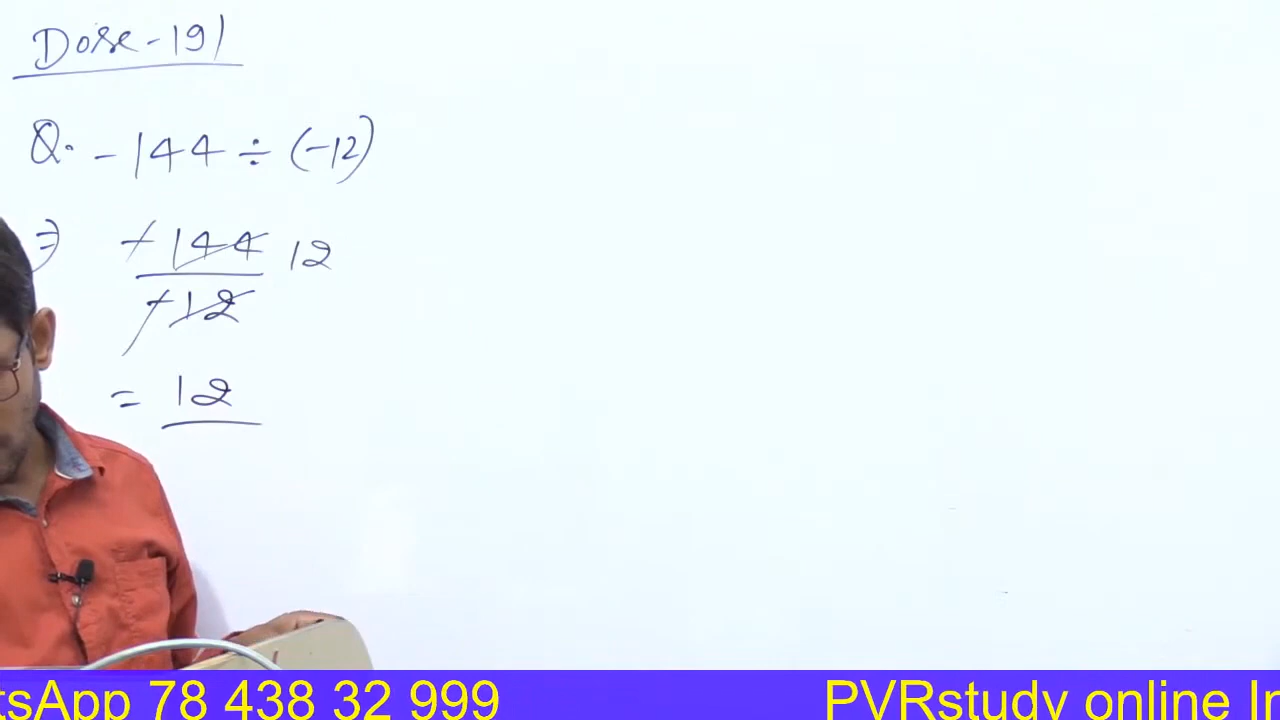 Dose - 191
Q. - 144 ÷ (-12)
⇒ - 144 12
- 12
= 12
tsApp 78 438 32 999 PVRstudy online In